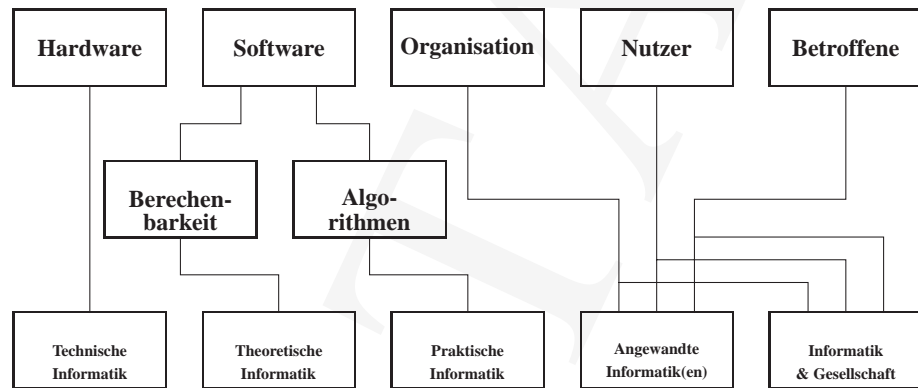 Hardware
Software
Organisation
Nutzer
Betroffene
Berechen-
barkeit
Algo-
rithmen
Technische
Informatik
Theoretische
Informatik
Praktische
Informatik
Angewandte
Informatik(en)
Informatik
& Gesellschaft